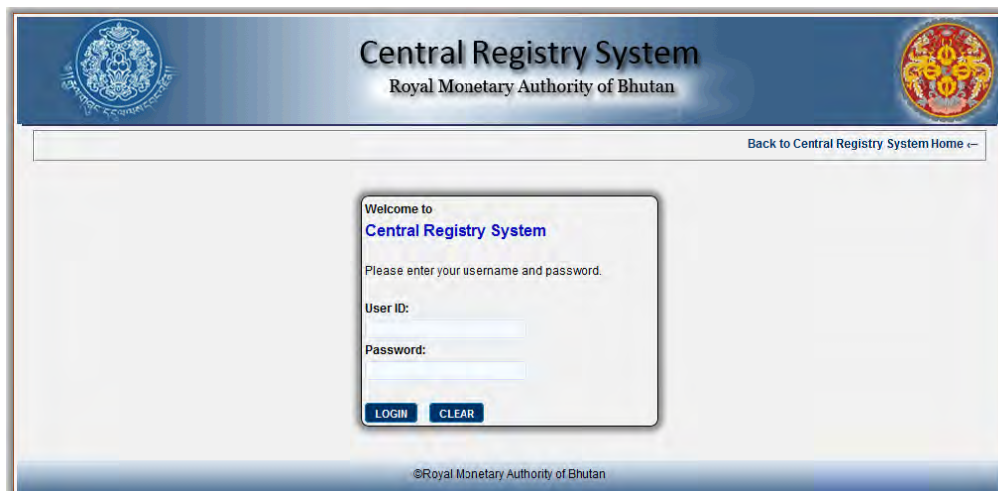 Central Registry System
Royal Monetary Authority of Bhutan
Back to Central Registry System Home ←
Welcome to
Central Registry System
Please enter your username and password.
User ID:
Password:
LOGIN CLEAR
©Royal Monetary Authority of Bhutan